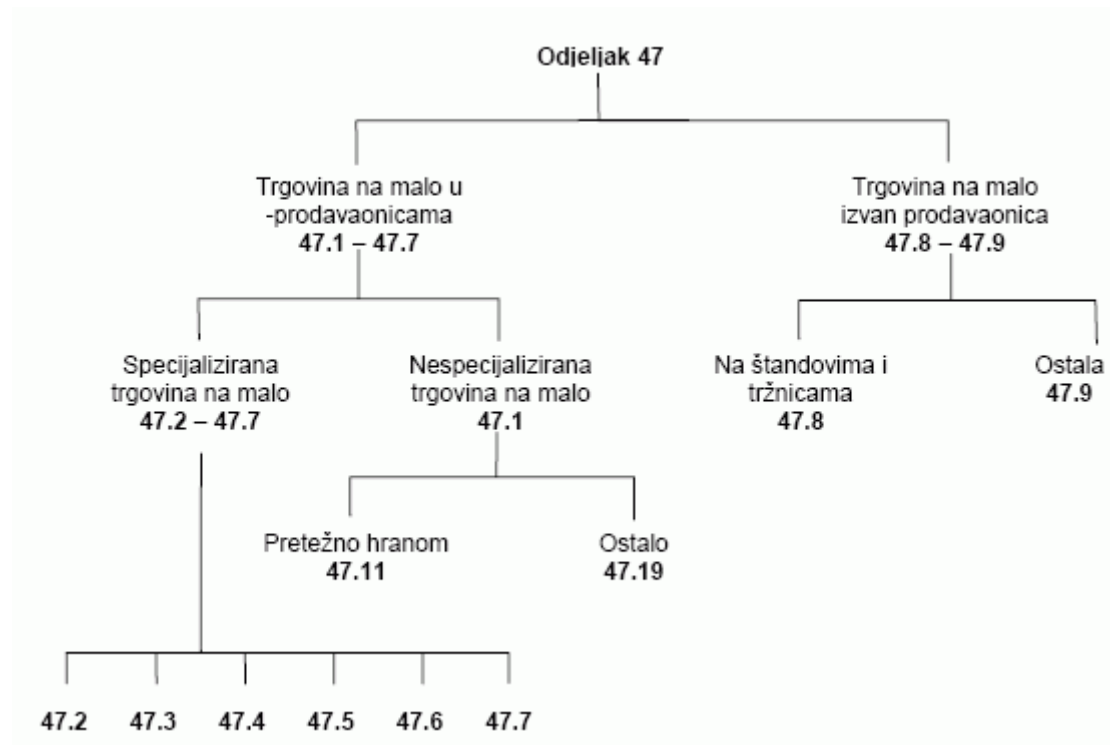 Odjeljak 47
Trgovina na malo u
-prodavaonicama
47.1 – 47.7
Trgovina na malo
izvan prodavaonica
47.8 – 47.9
Specijalizirana
trgovina na malo
47.2 – 47.7
Nespecijalizirana
trgovina na malo
47.1
Na štandovima i
tržnicama
47.8
Ostala
47.9
Pretežno hranom
47.11
Ostalo
47.19
47.2 47.3 47.4 47.5 47.6 47.7